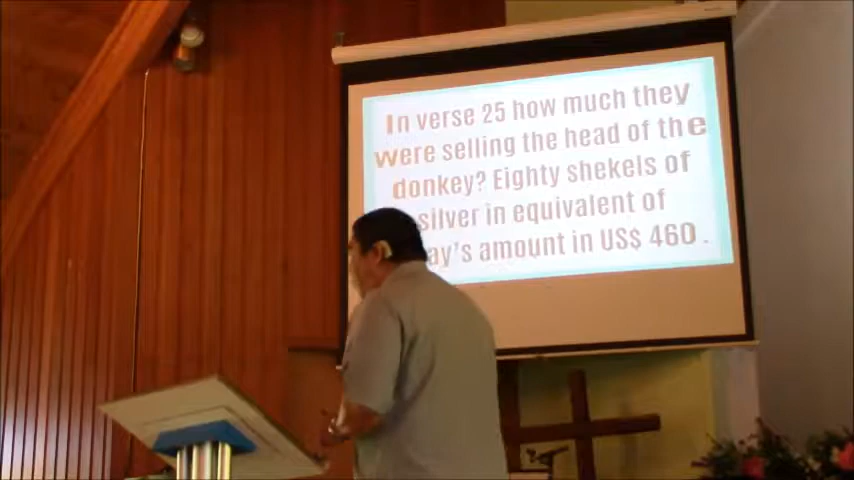 In verse 25 how much they
were selling the head of the
donkey? Eighty shekels of
silver in equivalent of
ay's amount in US$ 460 .